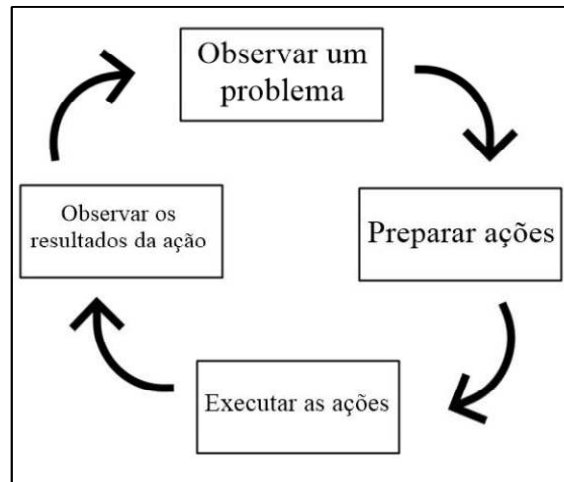 Observar um
problema
Preparar ações
Executar as ações
Observar os
resultados da ação